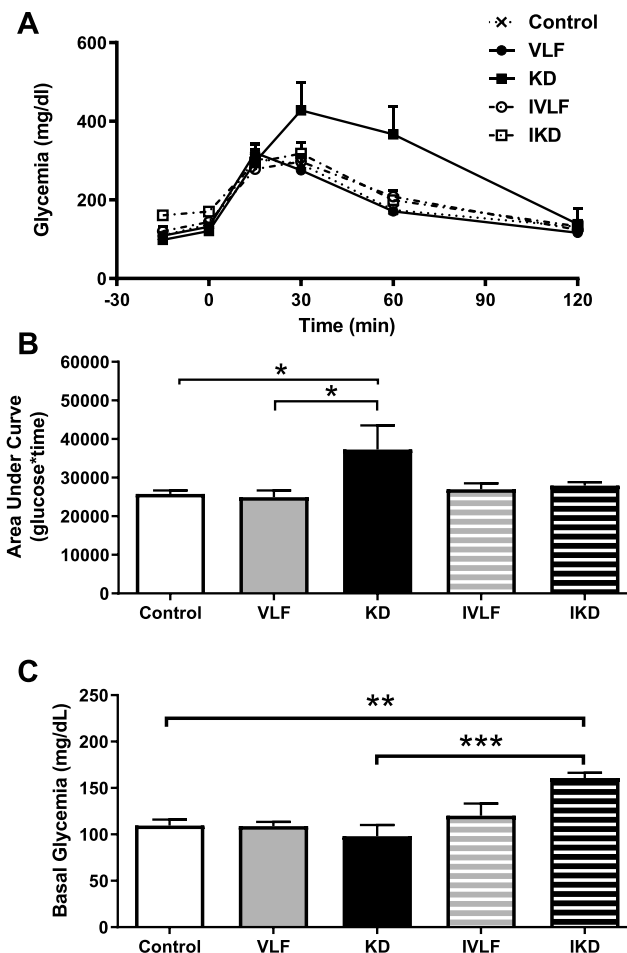 A
Control
VLF
KD
IVLF
IKD
600
400
200
0
Glycemia (mg/dl)
-30 0 30 60 90 120
Time (min)
B
60000
50000
40000
30000
20000
10000
0
Area Under Curve
(glucose*time)
*
*
Control VLF KD IVLF IKD
C
250
200
150
100
50
0
Basal Glycemia (mg/dL)
**
***
Control VLF KD IVLF IKD